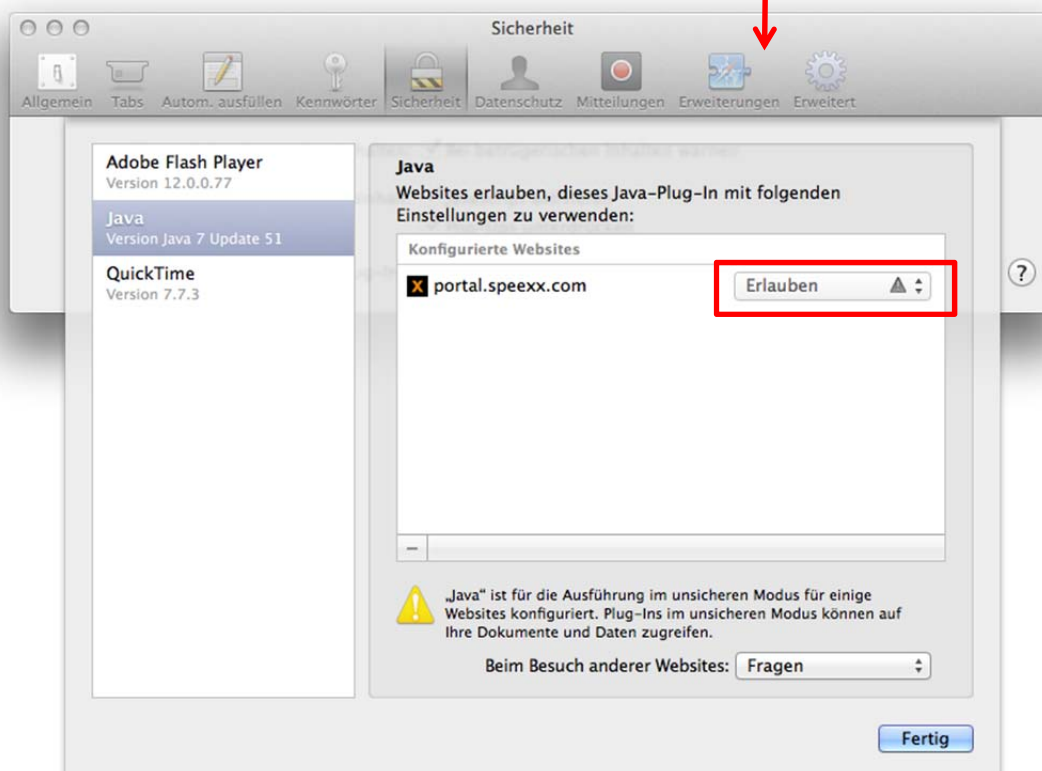 Sicherheit
Allgemein Tabs Autom. ausfüllen Kennwörter Sicherheit Datenschutz Mitteilungen Erweiterungen Erweitert
Adobe Flash Player
Version 12.0.0.77
Java
Version Java 7 Update 51
QuickTime
Version 7.7.3
Java
Websites erlauben, dieses Java-Plug-In mit folgenden
Einstellungen zu verwenden:
Konfigurierte Websites
X portal.speexx.com Erlauben
?
„Java“ ist für die Ausführung im unsicheren Modus für einige
Websites konfiguriert. Plug-Ins im unsicheren Modus können auf
Ihre Dokumente und Daten zugreifen.
Beim Besuch anderer Websites: Fragen
Fertig